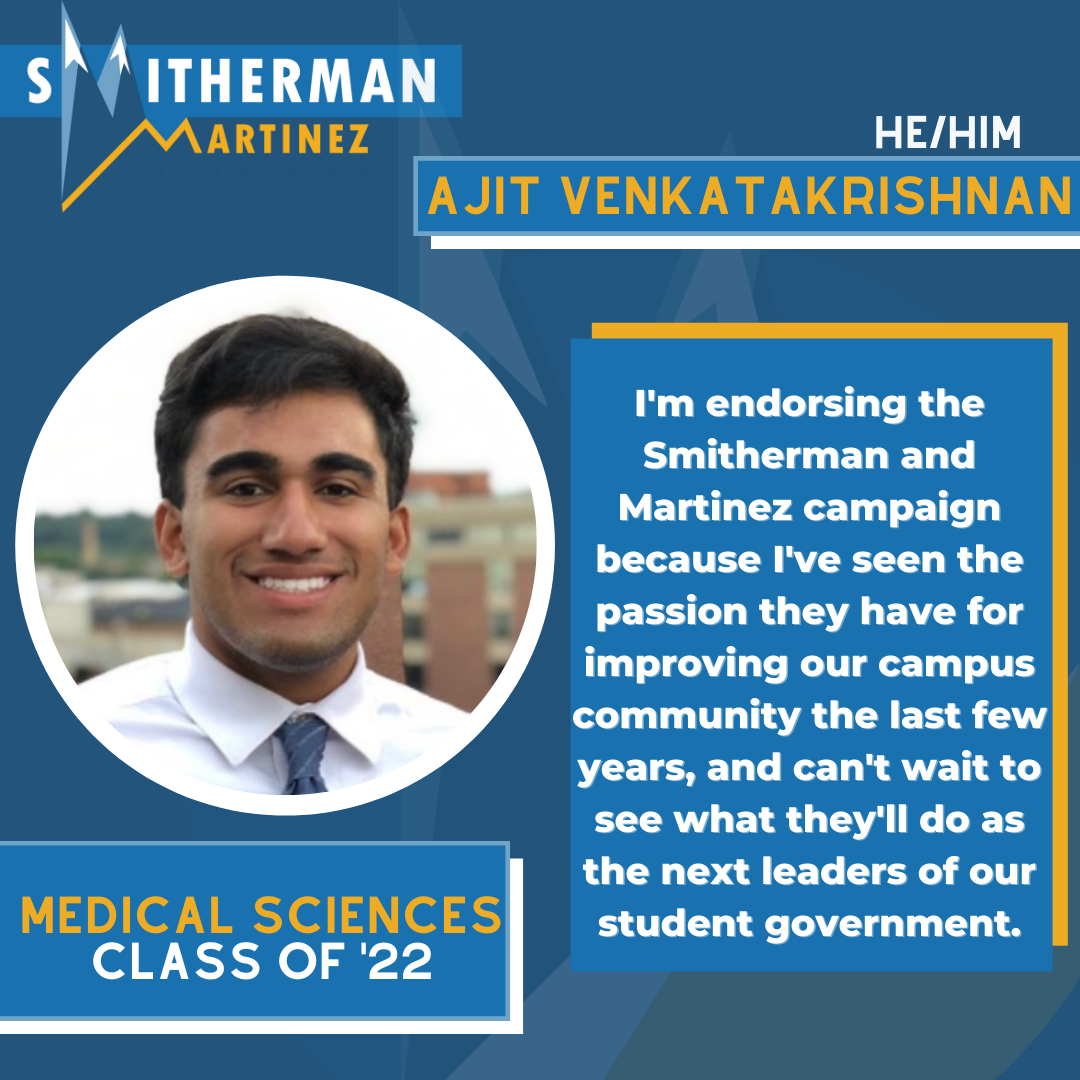 SMITHERMAN
MARTINEZ
HE/HIM
AJIT VENKATAKRISHNAN
I'm endorsing the
Smitherman and
Martinez campaign
because I've seen the
passion they have for
improving our campus
community the last few
years, and can't wait to
see what they'll do as
the next leaders of our
student government.
MEDICAL SCIENCES
CLASS OF '22